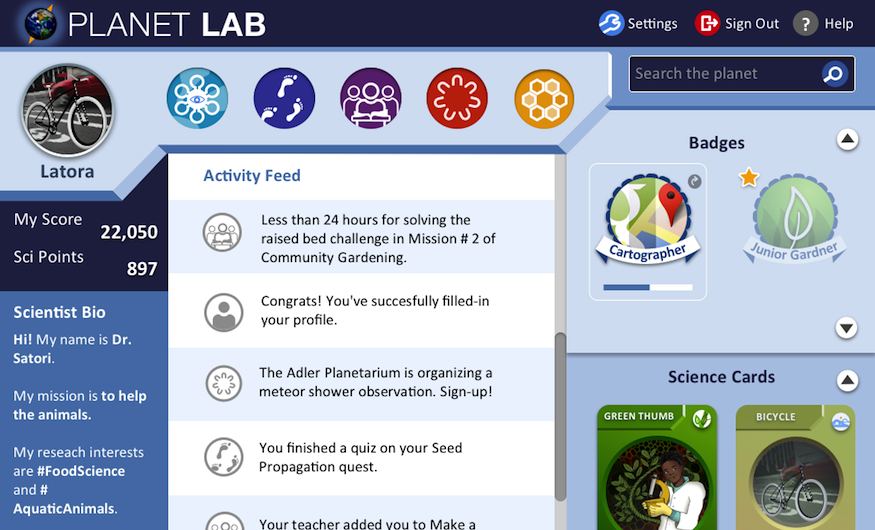 PLANET LAB
Settings
Sign Out
? Help
Search the planet
Latora
My Score
22,050
Sci Points
897
Scientist Bio
Hi! My name is Dr.
Satori.
My mission is to help
the animals.
My reseach interests
are #FoodScience
and #
AquaticAnimals.
Activity Feed
Less than 24 hours for solving the
raised bed challenge in Mission # 2 of
Community Gardening.
Congrats! You've succesfully filled-in
your profile.
The Adler Planetarium is organizing a
meteor shower observation. Sign-up!
You finished a quiz on your Seed
Propagation quest.
Your teacher added you to Make a
Badges
Cartographer
Junior Gardner
Science Cards
GREEN THUMB
BICYCLE